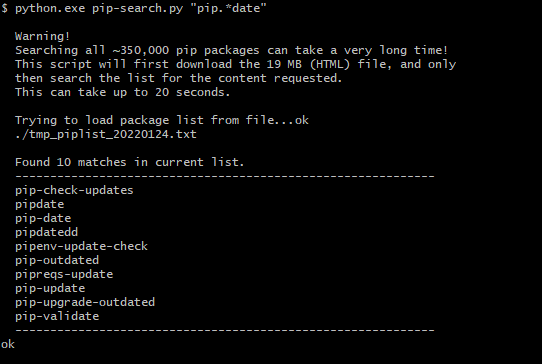 $ python.exe pip-search.py "pip.*date"
Warning!
Searching all ~350,000 pip packages can take a very long time!
This script will first download the 19 MB (HTML) file, and only
then search the list for the content requested.
This can take up to 20 seconds.
Trying to load package list from file...ok
./tmp_piplist_20220124.txt
Found 10 matches in current list.
------------------------------------------------------------
pip-check-updates
pipdate
pip-date
pipdatedd
pipenv-update-check
pip-outdated
pipreqs-update
pip-update
pip-upgrade-outdated
pip-validate
------------------------------------------------------------
ok